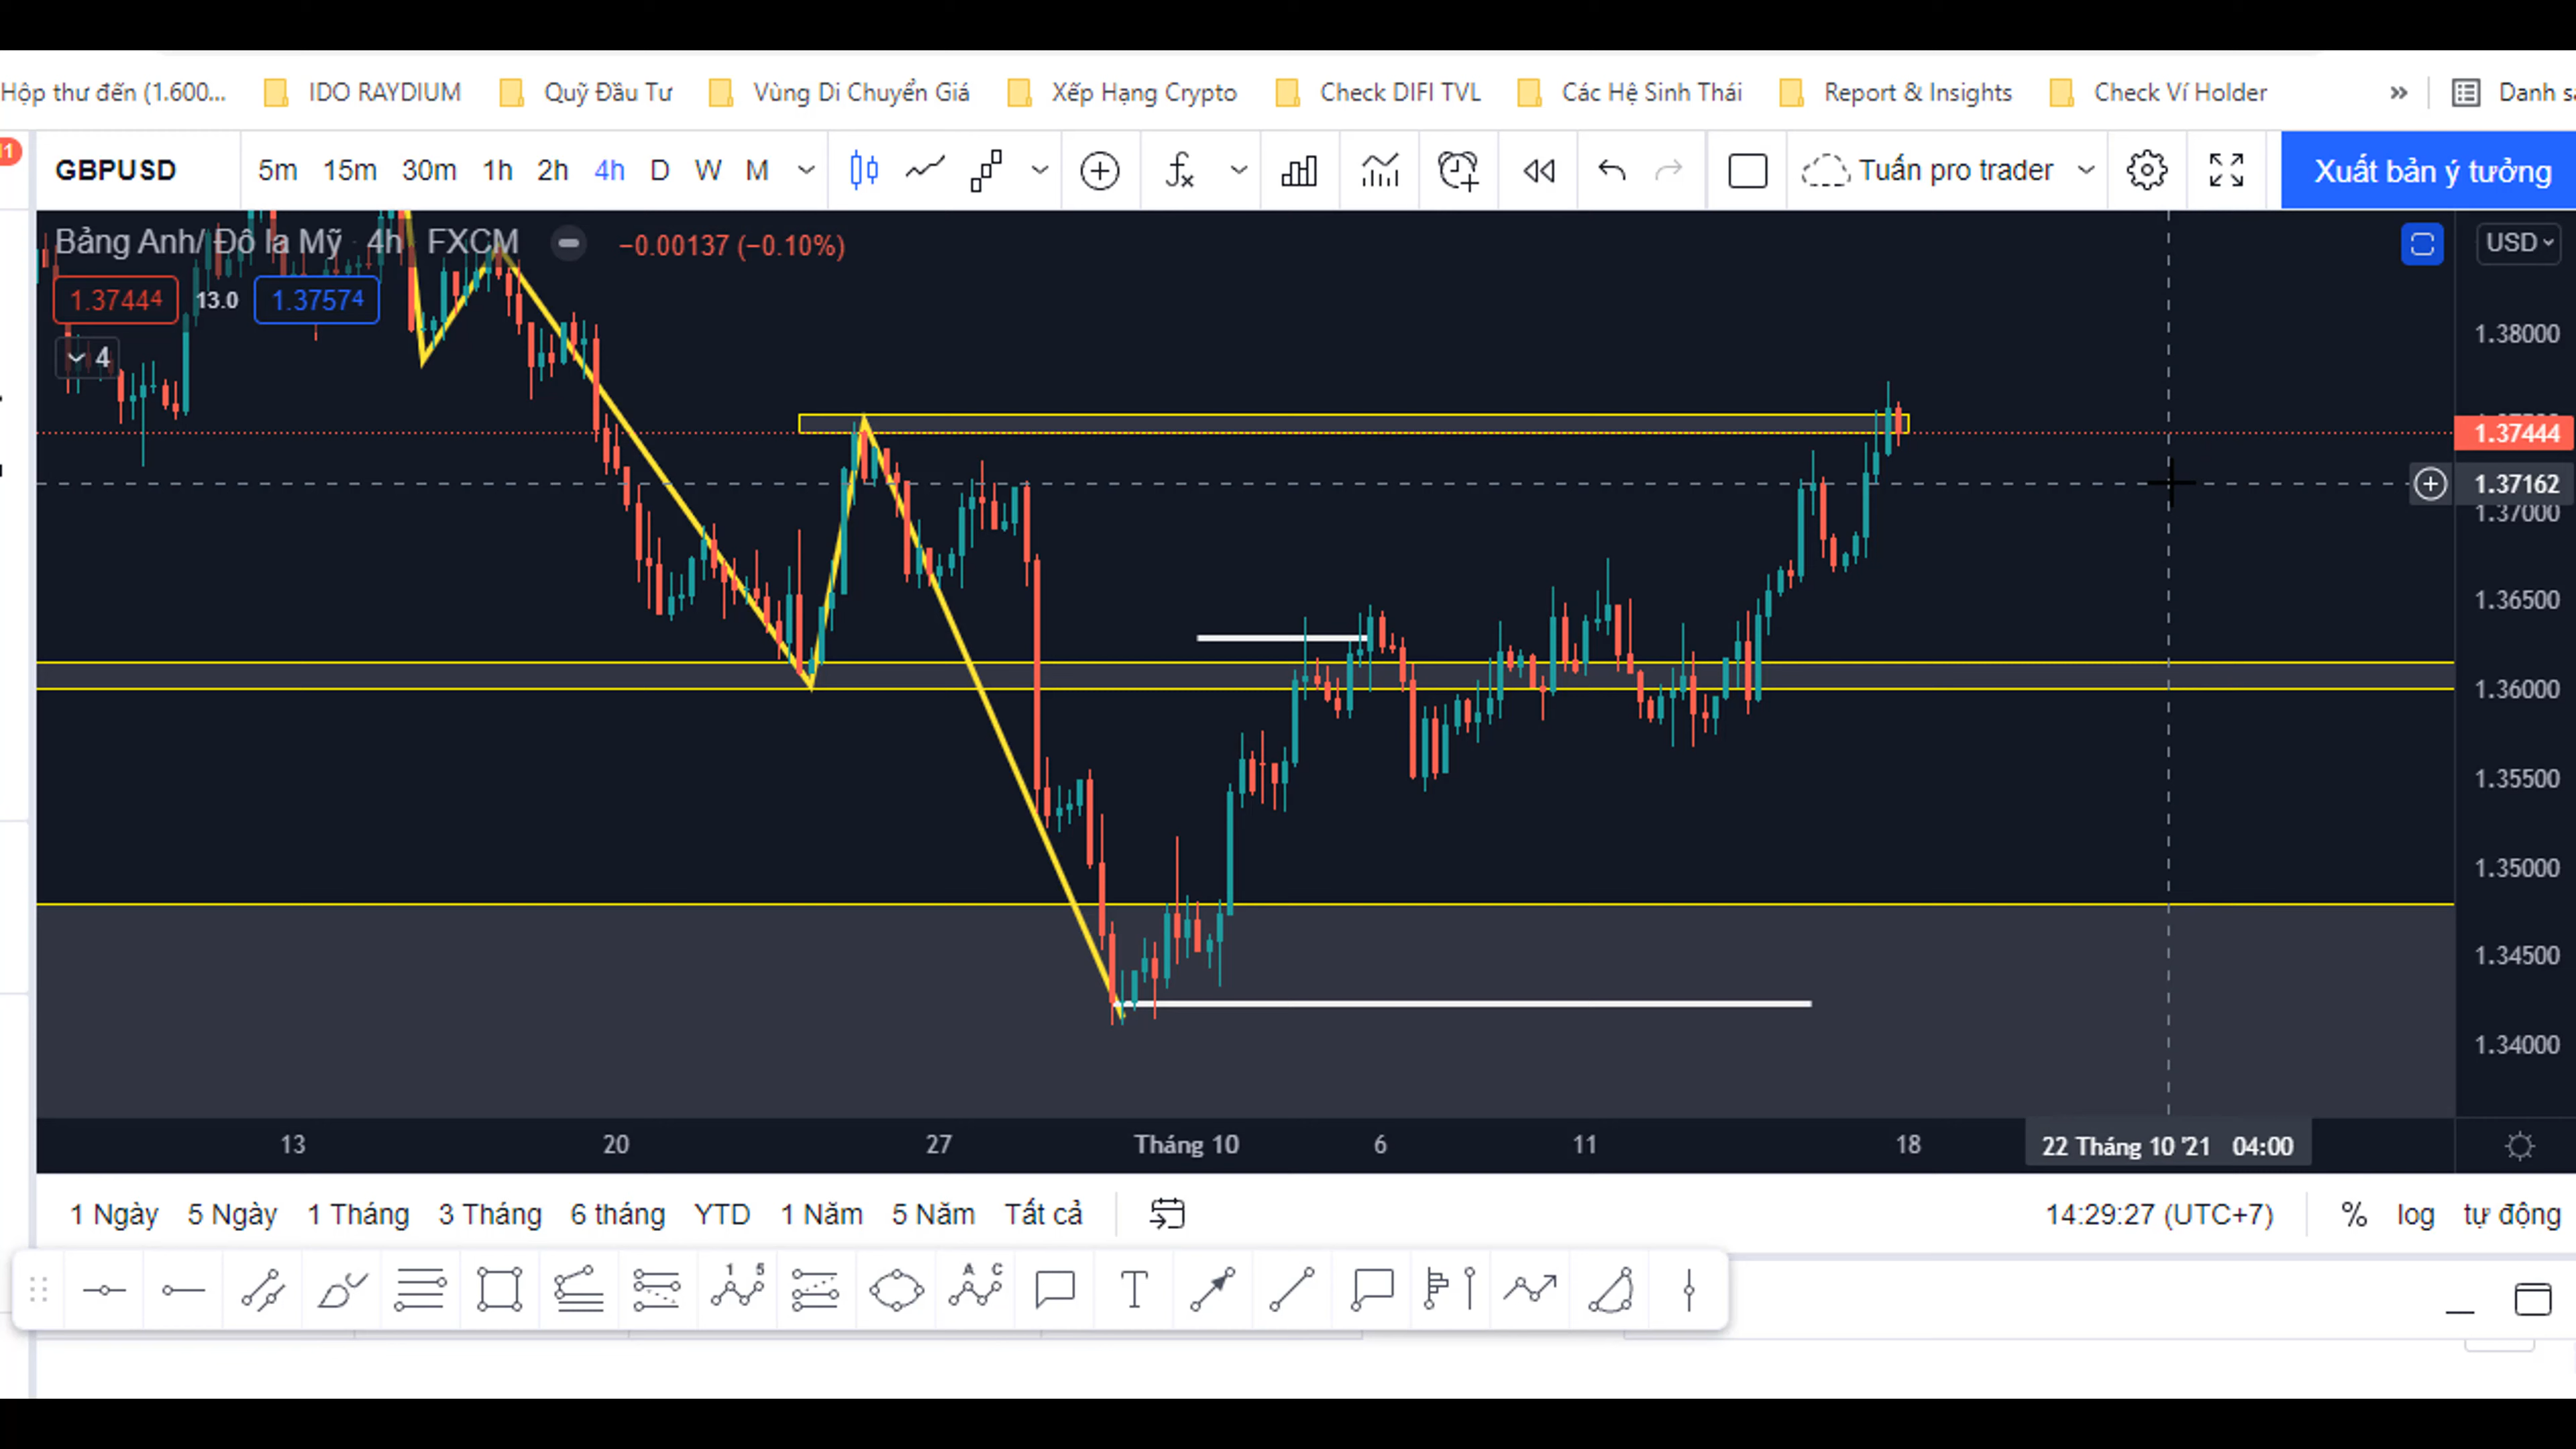 Hộp thư đến (1.600... IDO RAYDIUM Quỹ Đầu Tư Vùng Di Chuyển Giá Xếp Hạng Crypto Check DIFI TVL Các Hệ Sinh Thái Report & Insights Check Ví Holder » Danh
GBPUSD 5m 15m 30m 1h 2h 4h D W M Tuấn pro trader Xuất bản ý tưởng
Bảng Anh/ Đô la Mỹ 4h FXCM −0.00137 (−0.10%) USD
1.37444 13.0 1.37574
4
1.38000
1.37444
1.37162
1.37000
1.36500
1.36000
1.35500
1.35000
1.34500
1.34000
13 20 27 Tháng 10 6 11 18 22 Tháng 10 '21 04:00
1 Ngày 5 Ngày 1 Tháng 3 Tháng 6 tháng YTD 1 Năm 5 Năm Tất cả 14:29:27 (UTC+7) % log tự động
1 5 A C T